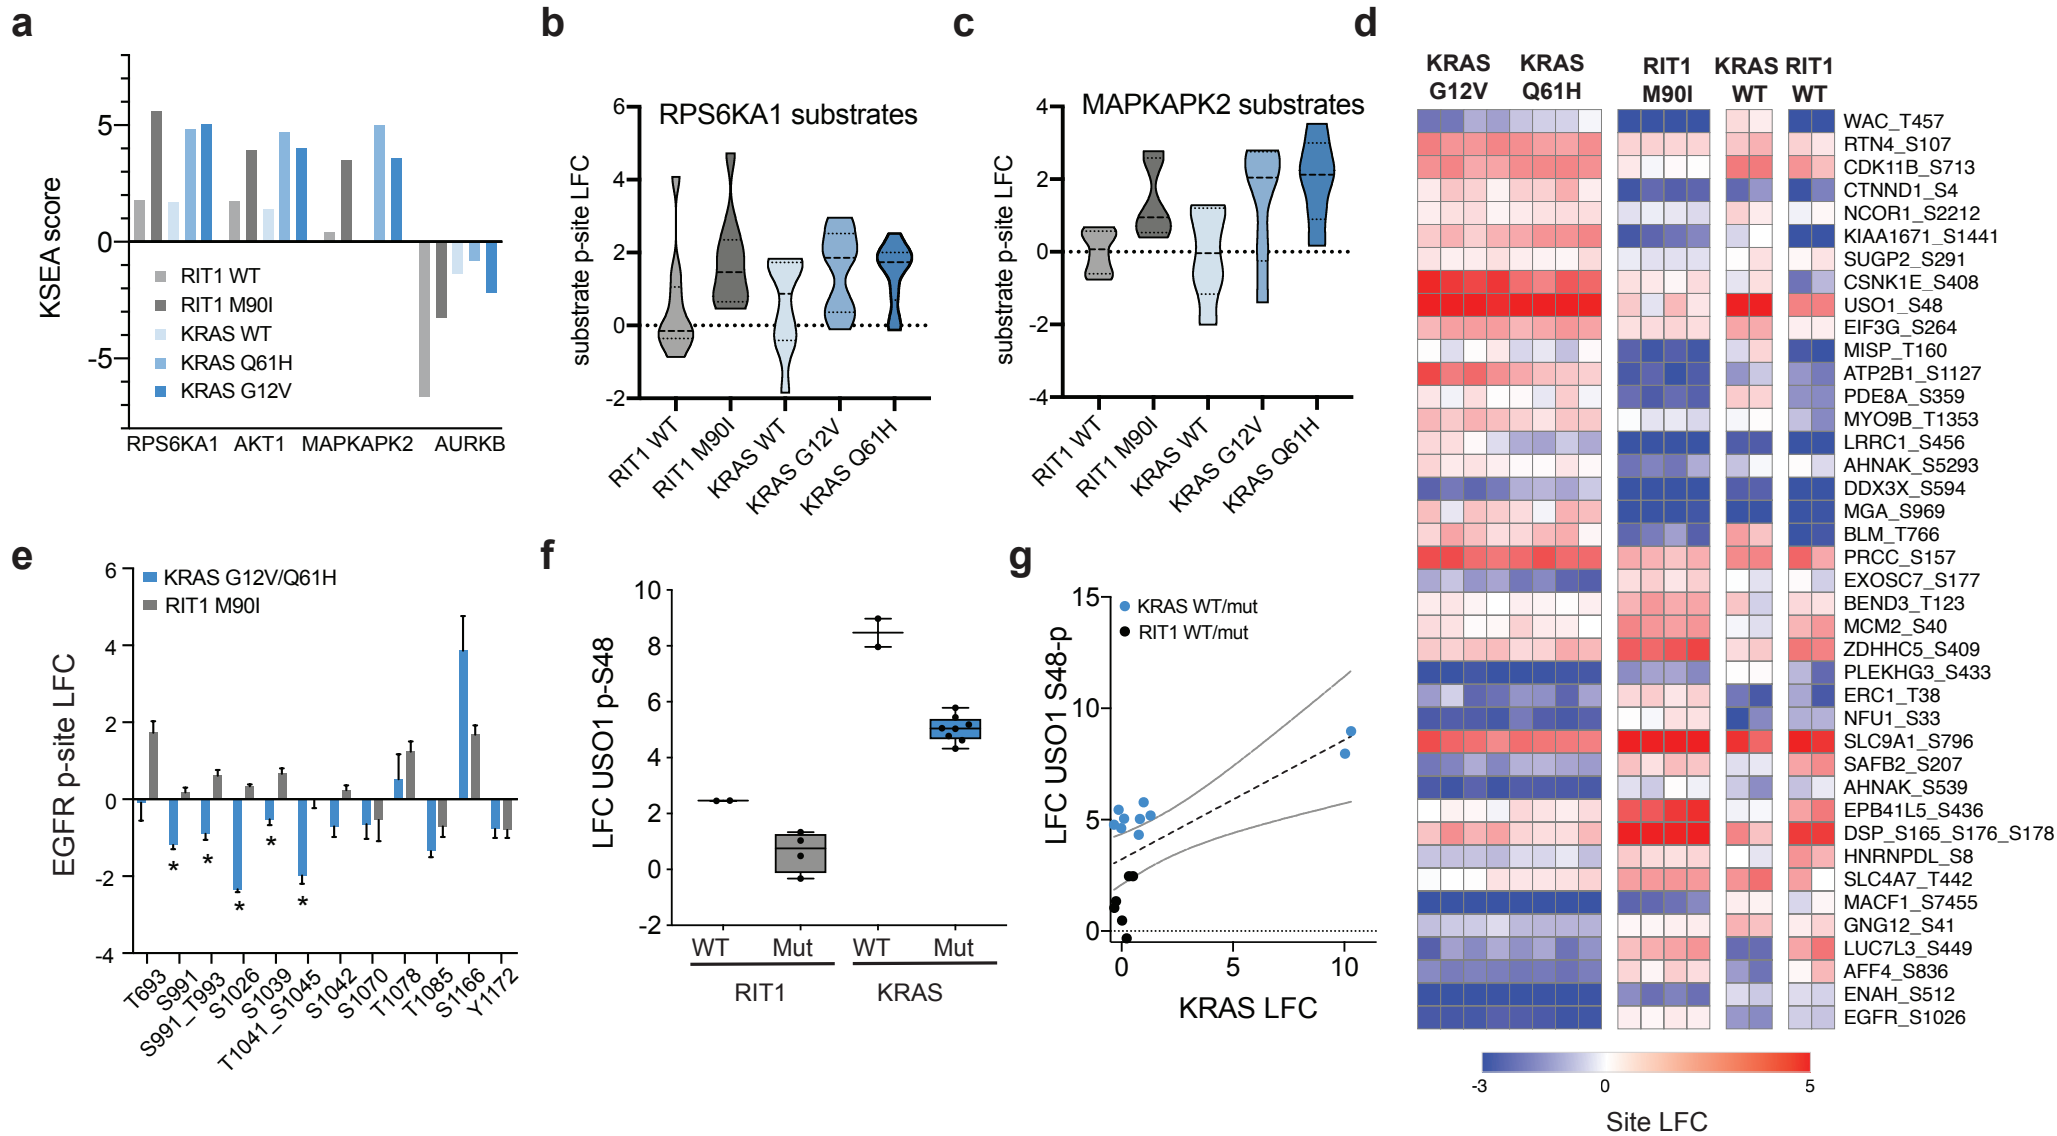 a
KSEA score
5
0
-5
RIT1 WT
RIT1 M90I
KRAS WT
KRAS Q61H
KRAS G12V
RPS6KA1
AKT1
MAPKAPK2
AURKB
b
RPS6KA1 substrates
substrate p-site LFC
6
4
2
0
-2
RIT1 WT
RIT1 M90I
KRAS WT
KRAS G12V
KRAS Q61H
c
MAPKAPK2 substrates
substrate p-site LFC
4
2
0
-2
-4
RIT1 WT
RIT1 M90I
KRAS WT
KRAS G12V
KRAS Q61H
d
KRAS G12V
KRAS Q61H
RIT1 M90I
KRAS WT
RIT1 WT
WAC_T457
RTN4_S107
CDK11B_S713
CTNND1_S4
NCOR1_S2212
KIAA1671_S1441
SUGP2_S291
CSNK1E_S408
USO1_S48
EIF3G_S264
MISP_T160
ATP2B1_S1127
PDE8A_S359
MYO9B_T1353
LRRC1_S456
AHNAK_S5293
DDX3X_S594
MGA_S969
BLM_T766
PRCC_S157
EXOSC7_S177
BEND3_T123
MCM2_S40
ZDHHC5_S409
PLEKHG3_S433
ERC1_T38
NFU1_S33
SLC9A1_S796
SAFB2_S207
AHNAK_S539
EPB41L5_S436
DSP_S165_S176_S178
HNRNPDL_S8
SLC4A7_T442
MACF1_S7455
GNG12_S41
LUC7L3_S449
AFF4_S836
ENAH_S512
EGFR_S1026
-3
0
5
Site LFC
e
EGFR p-site LFC
6
4
2
0
-2
-4
KRAS G12V/Q61H
RIT1 M90I
*
*
*
*
*
T693
S991
S991_T993
S1026
S1039
T1041_S1045
S1042
S1070
T1078
T1085
S1166
Y1172
f
LFC USO1 p-S48
10
8
6
4
2
0
-2
WT
Mut
WT
Mut
RIT1
KRAS
g
LFC USO1 S48-p
15
10
5
0
KRAS WT/mut
RIT1 WT/mut
0
5
10
KRAS LFC